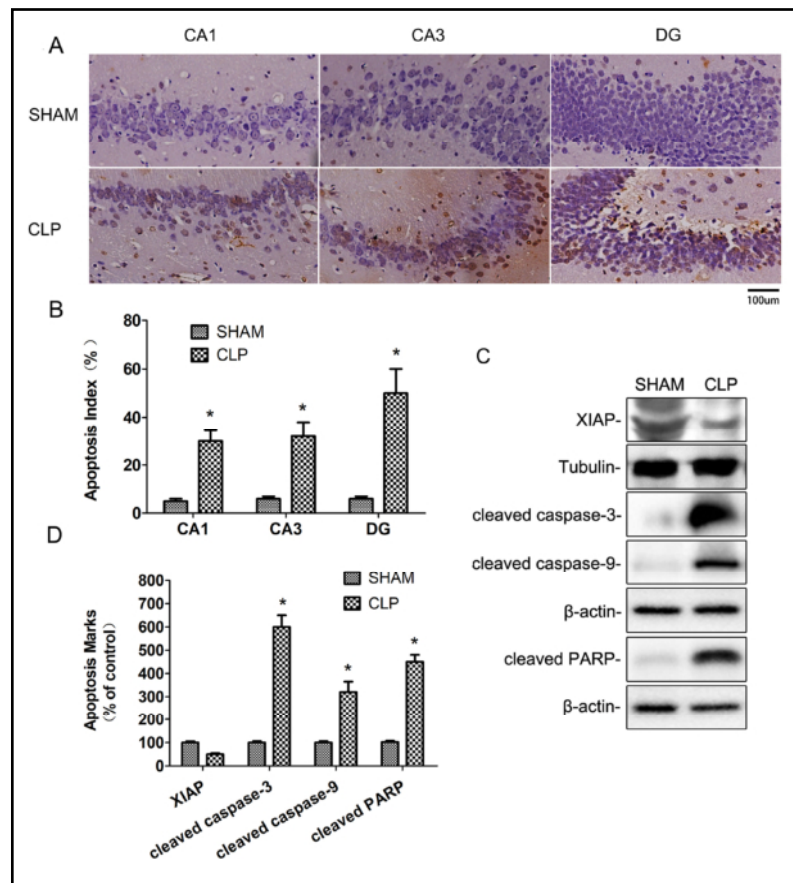 A
CA1 CA3 DG
SHAM
CLP
100um
B
Apoptosis Index (%)
80
60
40
20
0
SHAM
CLP
* * *
CA1 CA3 DG
C
SHAM CLP
XIAP-
Tubulin-
cleaved caspase-3-
cleaved caspase-9-
β-actin-
cleaved PARP-
β-actin-
D
Apoptosis Marks
(% of control)
800
700
600
500
400
300
200
100
0
SHAM
CLP
* * *
XIAP
cleaved caspase-3
cleaved caspase-9
cleaved PARP